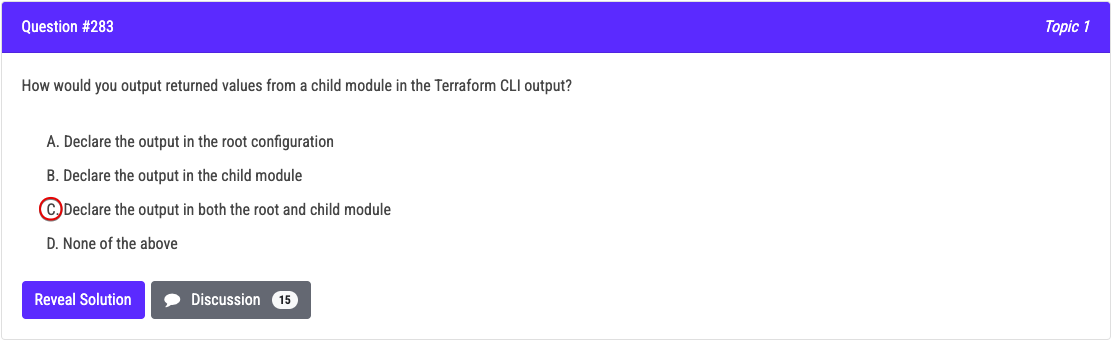 Question #283
Topic 1
How would you output returned values from a child module in the Terraform CLI output?
A. Declare the output in the root configuration
B. Declare the output in the child module
C. Declare the output in both the root and child module
D. None of the above
Reveal Solution
Discussion 15